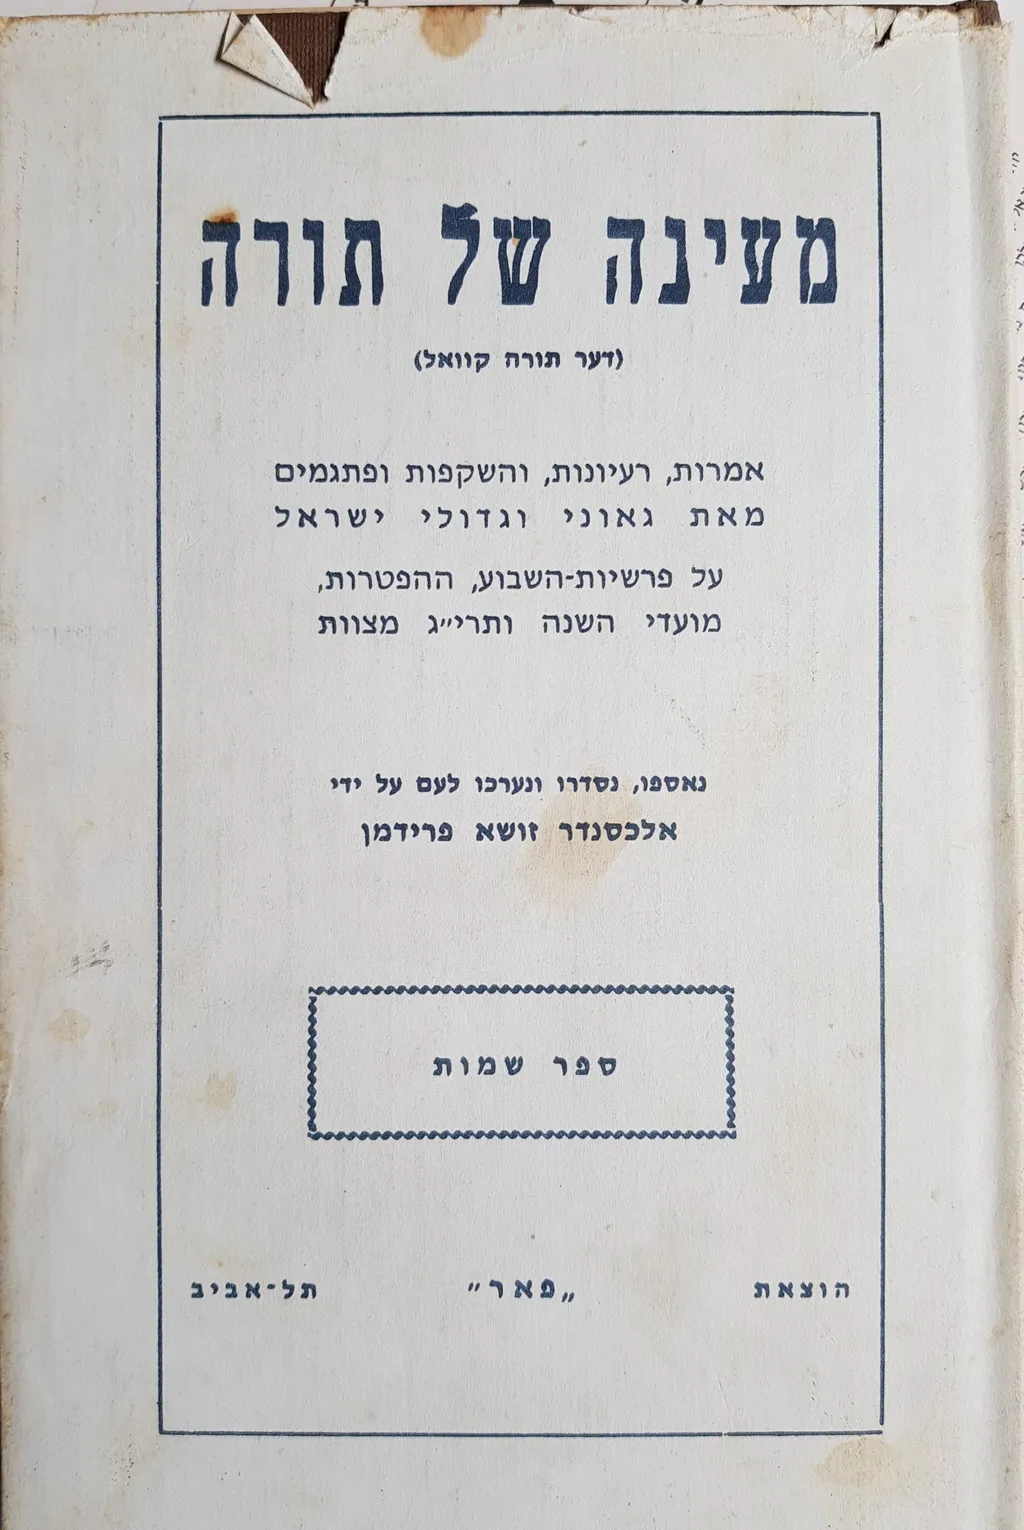 מעינה של תורה
(דער תורה קוואל)
אמרות, רעיונות, והשקפות ופתגמים
מאת גאוני וגדולי ישראל
על פרשיות-השבוע, ההפטרות,
מועדי השנה ותרי״ג מצוות
נאספו, נסדרו ונערכו לעם על ידי
אלכסנדר זושא פרידמן
ספר שמות
הוצאת „פאר״ תל-אביב